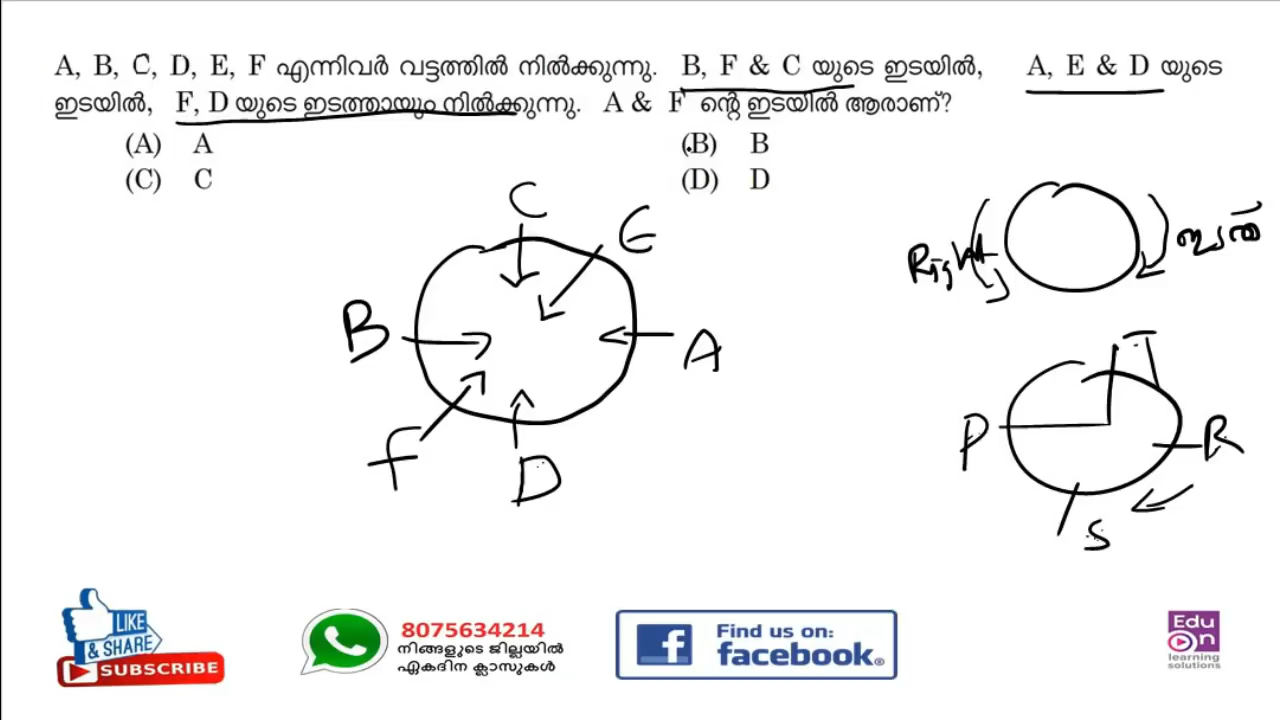 A, B, C, D, E, F എന്നിവർ വട്ടത്തിൽ നിൽക്കുന്നു. B, F & C യുടെ ഇടയിൽ, A, E & D യുടെ
ഇടയിൽ, F, D യുടെ ഇടത്തായും നിൽക്കുന്നു. A & F ന്റെ ഇടയിൽ ആരാണ്?
(A) A (B) B
(C) C (D) D
C
E
Right
ഇടത്
B
A
T
P
R
F
D
S
LIKE
& SHARE
SUBSCRIBE
8075634214
നിങ്ങളുടെ ജില്ലയിൽ
ഏകദിന ക്ലാസുകൾ
f
Find us on:
facebook®
Edu
On
learning
solutions